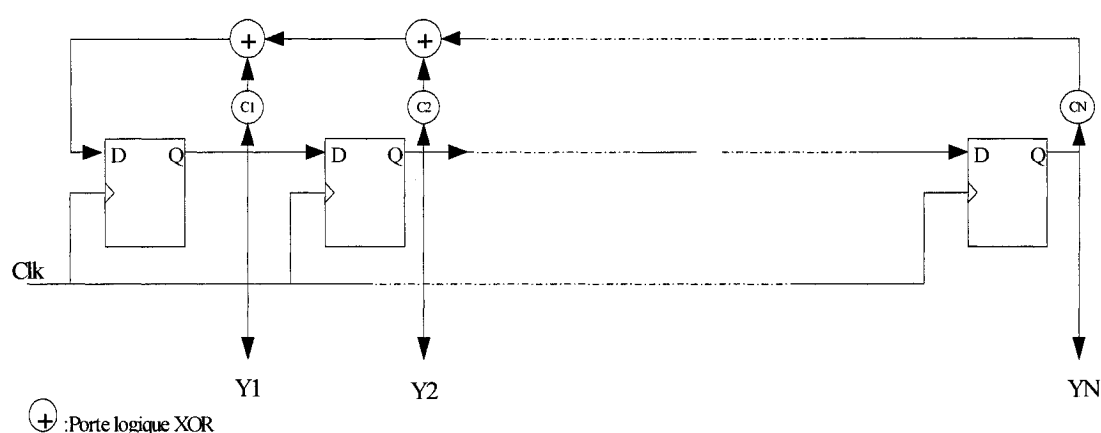 + +
C1 C2 CN
D Q D Q D Q
Clk
Y1 Y2 YN
+ :Porte logique XOR